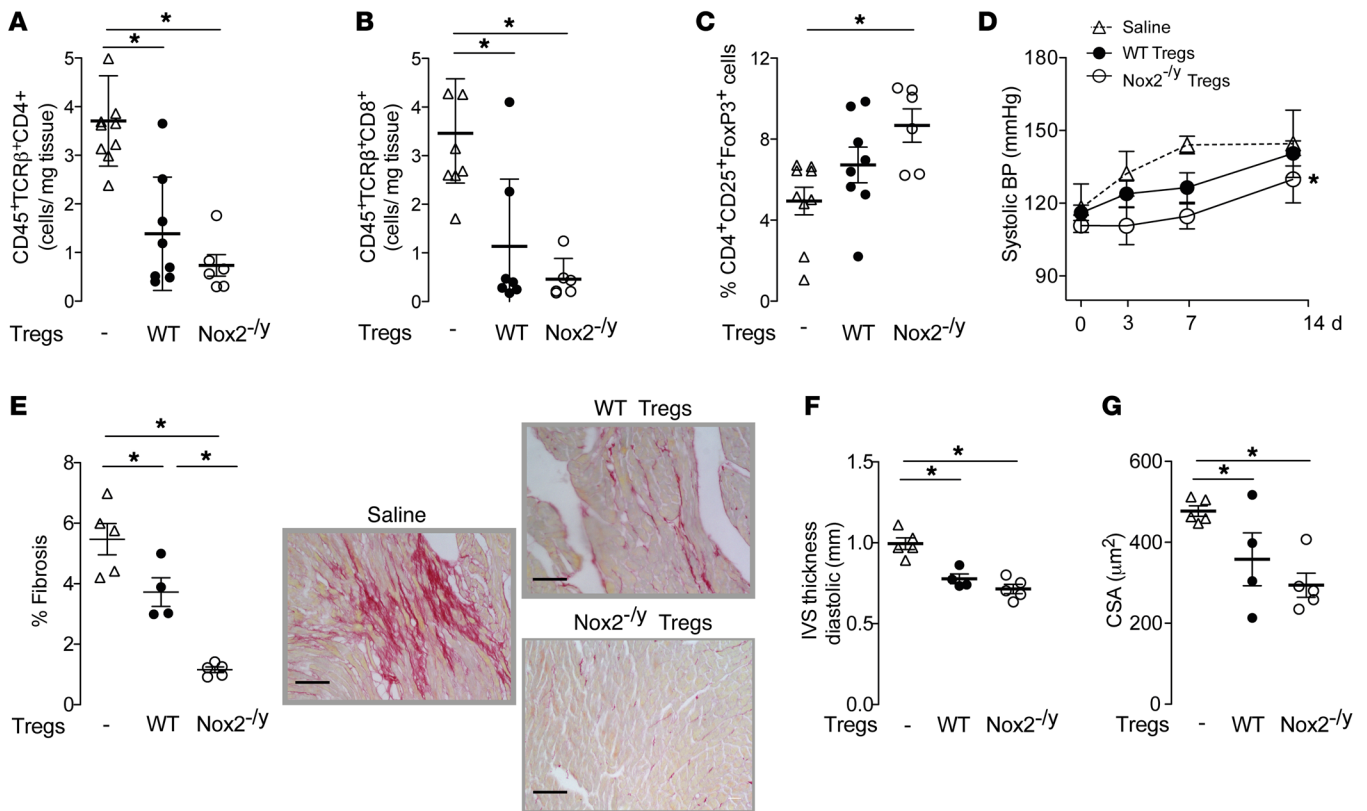 A
*
*
CD45+TCRβ+CD4+
(cells/ mg tissue)
5
4
3
2
1
0
Tregs - WT Nox2-/y
B
*
*
CD45+TCRβ+CD8+
(cells/ mg tissue)
5
4
3
2
1
0
Tregs - WT Nox2-/y
C
*
% CD4+CD25+FoxP3+ cells
12
8
4
0
Tregs - WT Nox2-/y
D
Saline
WT Tregs
Nox2-/y Tregs
Systolic BP (mmHg)
180
150
120
90
*
0 3 7 14 d
E
*
* *
% Fibrosis
8
6
4
2
0
Tregs - WT Nox2-/y
Saline
WT Tregs
Nox2-/y Tregs
F
*
*
IVS thickness
diastolic (mm)
1.5
1.0
0.5
0.0
Tregs - WT Nox2-/y
G
*
*
CSA (μm2)
600
400
200
0
Tregs - WT Nox2-/y